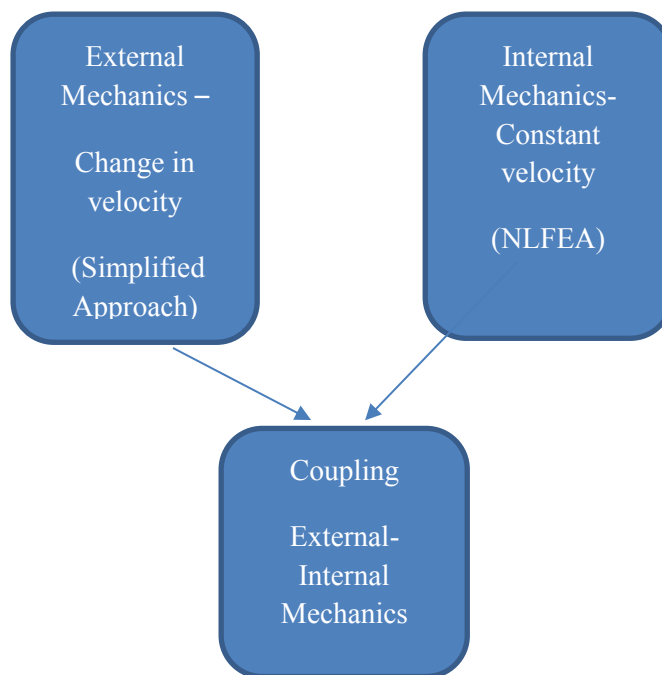 External
Mechanics –
Change in
velocity
(Simplified
Approach)
Internal
Mechanics-
Constant
velocity
(NLFEA)
Coupling
External-
Internal
Mechanics